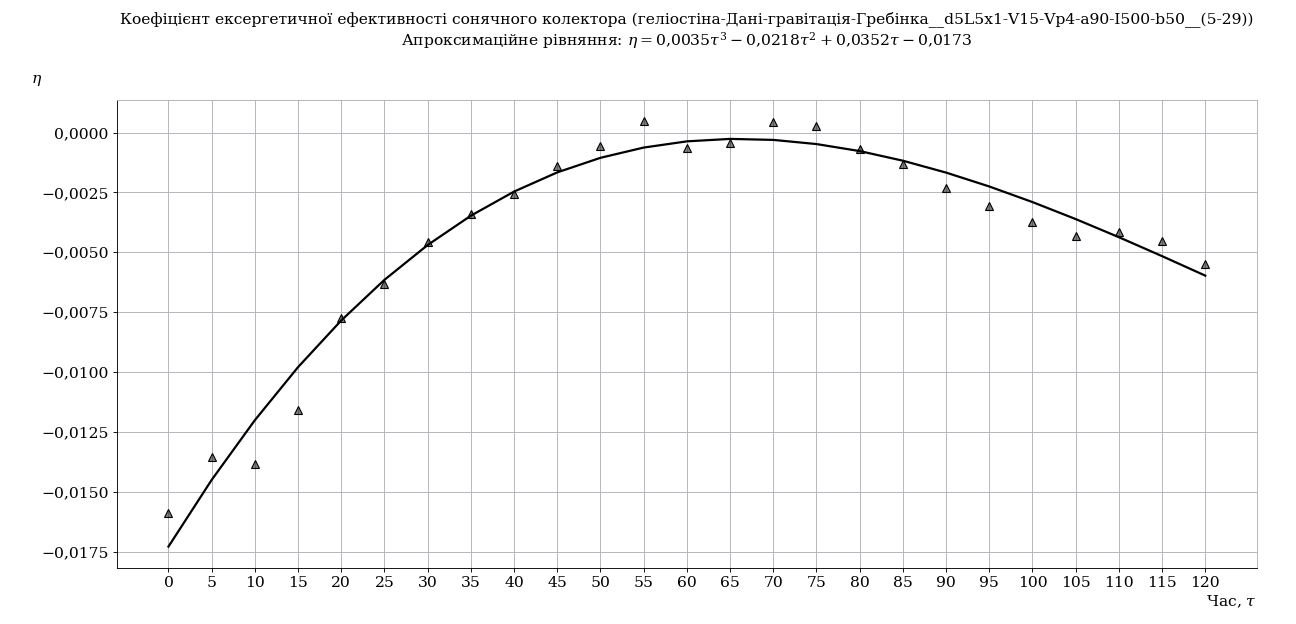 Коефіцієнт ексергетичної ефективності сонячного колектора (геліостіна-Дані-гравітація-Гребінка__d5L5x1-V15-Vp4-a90-I500-b50__(5-29))
Апроксимаційне рівняння: η = 0,0035τ³ − 0,0218τ² + 0,0352τ − 0,0173
η
0,0000
−0,0025
−0,0050
−0,0075
−0,0100
−0,0125
−0,0150
−0,0175
0 5 10 15 20 25 30 35 40 45 50 55 60 65 70 75 80 85 90 95 100 105 110 115 120
Час, τ